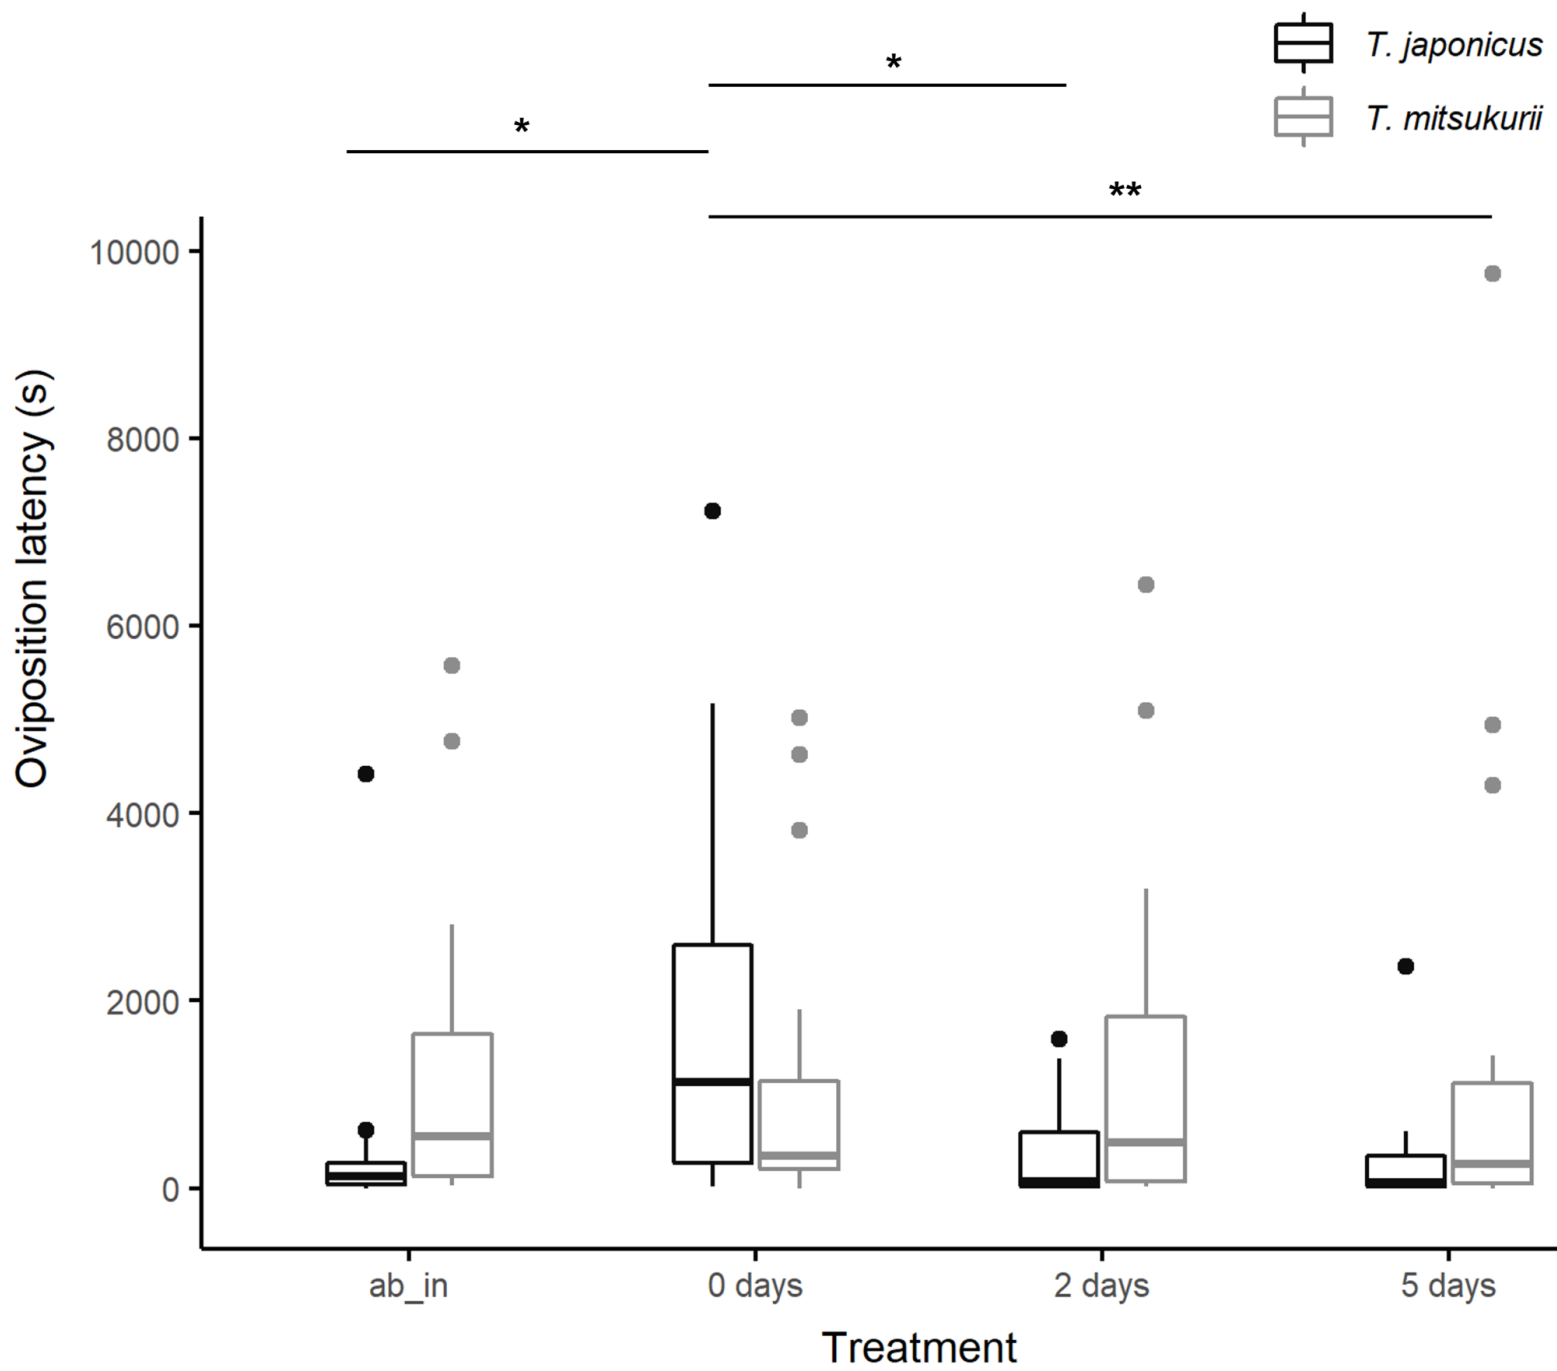 T. japonicus
T. mitsukurii
*
*
**
Oviposition latency (s)
10000
8000
6000
4000
2000
0
ab_in
0 days
2 days
5 days
Treatment